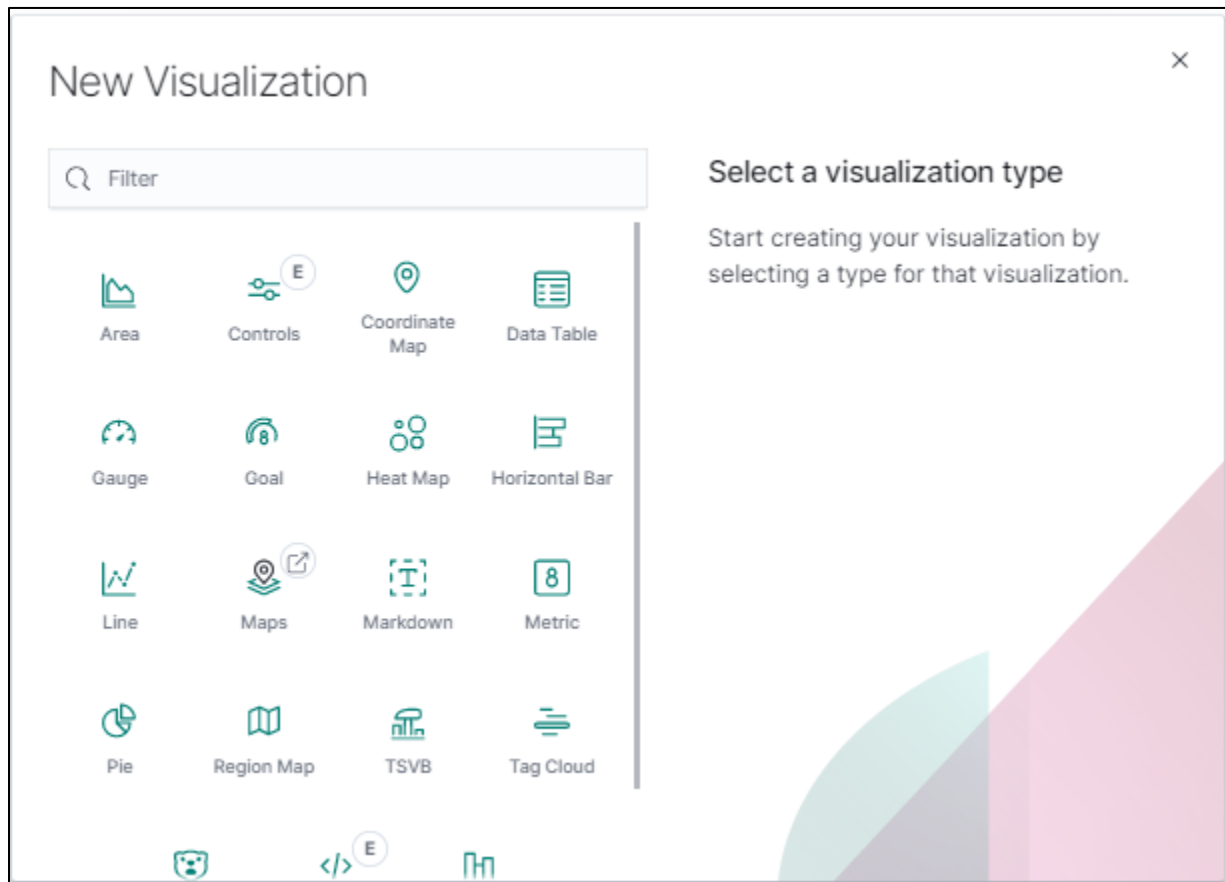 New Visualization
Filter
Select a visualization type
Start creating your visualization by
selecting a type for that visualization.
E
Area
Controls
Coordinate
Map
Data Table
8
Gauge
Goal
Heat Map
Horizontal Bar
T
8
Line
Maps
Markdown
Metric
Pie
Region Map
TSVB
Tag Cloud
</> E